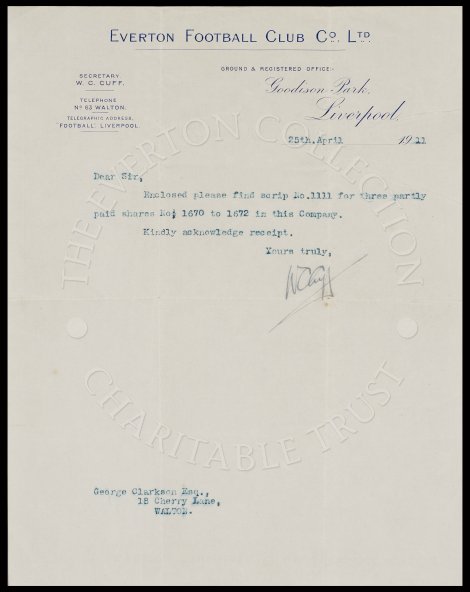 EVERTON FOOTBALL CLUB Co. LTD
SECRETARY.
W. C. CUFF.
TELEPHONE
No 63 WALTON.
TELEGRAPHIC ADDRESS,
FOOTBALL, LIVERPOOL.
GROUND & REGISTERED OFFICE:-
Goodison Park,
Liverpool,
25th, April 1911
Dear Sir,
Enclosed please find scrip No.1111 for three partly
paid shares No. 1670 to 1672 in this Company.
Kindly acknowledge receipt.
Yours truly,
WCCuff
George Clarkson Esq.,
18 Cherry Lane,
WALTON.
THE EVERTON COLLECTION
CHARITABLE TRUST